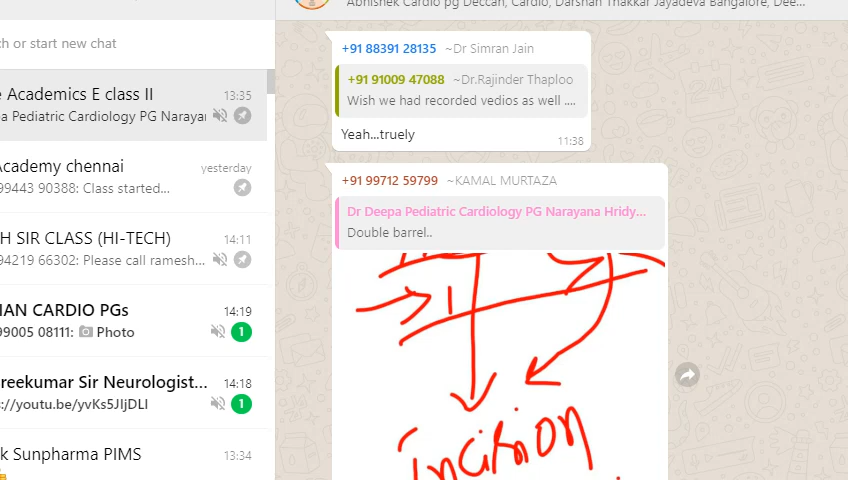 ch or start new chat
e Academics E class II
13:35
pa Pediatric Cardiology PG Narayan
Academy chennai
yesterday
99443 90388: Class started...
H SIR CLASS (HI-TECH)
14:11
94219 66302: Please call ramesh...
IAN CARDIO PGs
14:19
99005 08111: Photo
1
reekumar Sir Neurologist...
14:18
s://youtu.be/yvKs5JIjDLI
1
k Sunpharma PIMS
13:34
Abhishek Cardio pg Deccan, Cardio, Darshan Thakkar Jayadeva Bangalore, Dee...
+91 88391 28135 ~Dr Simran Jain
+91 91009 47088 ~Dr.Rajinder Thaploo
Wish we had recorded vedios as well ....
Yeah...truely
11:38
+91 99712 59799 ~KAMAL MURTAZA
Dr Deepa Pediatric Cardiology PG Narayana Hridy...
Double barrel..
incision